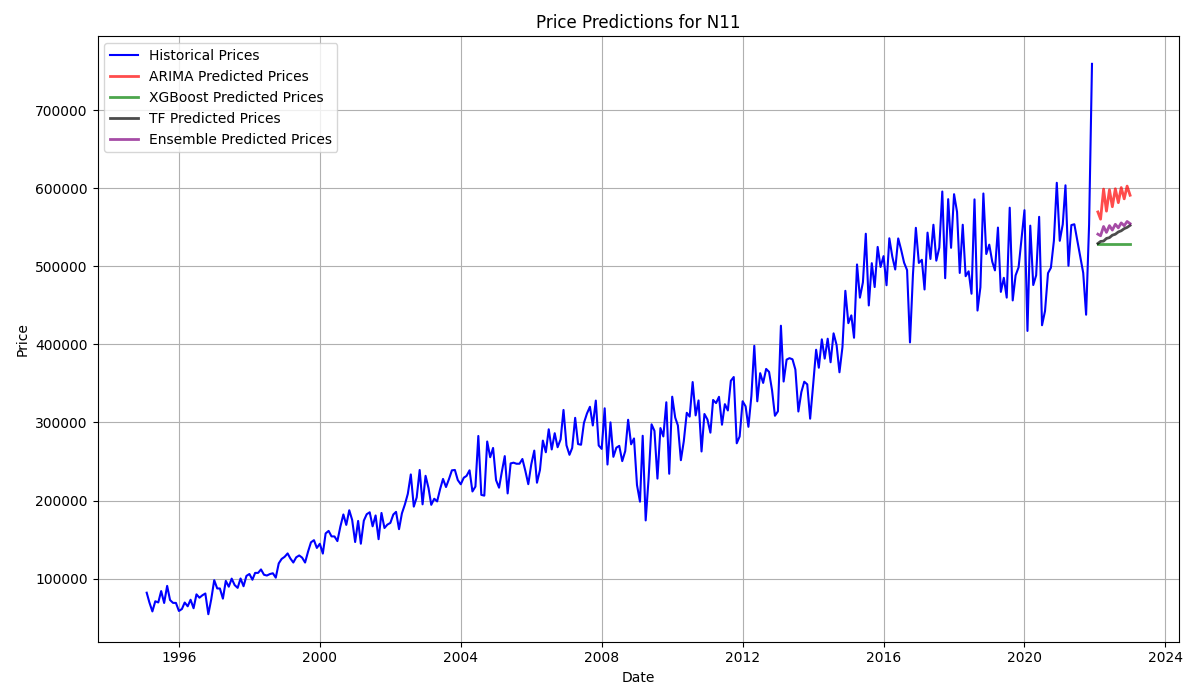 Price Predictions for N11
Historical Prices
ARIMA Predicted Prices
XGBoost Predicted Prices
TF Predicted Prices
Ensemble Predicted Prices
700000
600000
500000
400000
300000
200000
100000
Price
1996 2000 2004 2008 2012 2016 2020 2024
Date